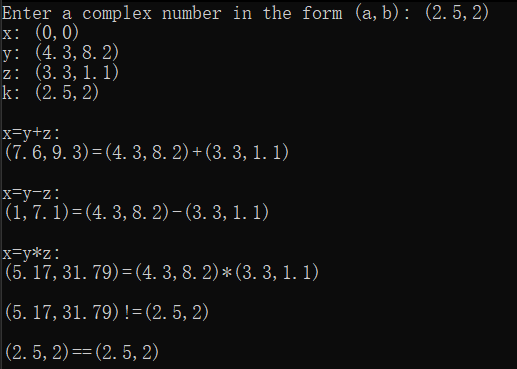 Enter a complex number in the form (a,b): (2.5,2)
x: (0,0)
y: (4.3,8.2)
z: (3.3,1.1)
k: (2.5,2)
x=y+z:
(7.6,9.3)=(4.3,8.2)+(3.3,1.1)
x=y-z:
(1,7.1)=(4.3,8.2)-(3.3,1.1)
x=y*z:
(5.17,31.79)=(4.3,8.2)*(3.3,1.1)
(5.17,31.79)!=(2.5,2)
(2.5,2)==(2.5,2)